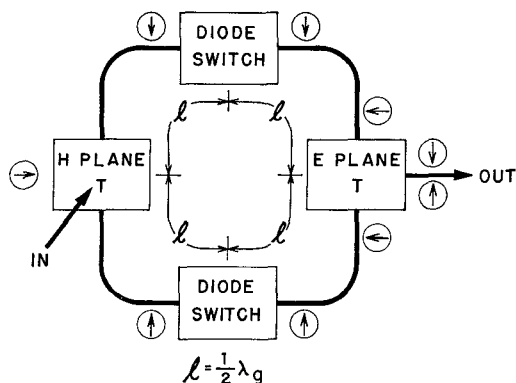 DIODE
SWITCH
H PLANE
T
E PLANE
T
OUT
IN
ℓ
ℓ
ℓ
ℓ
DIODE
SWITCH
ℓ = 1/2 λg